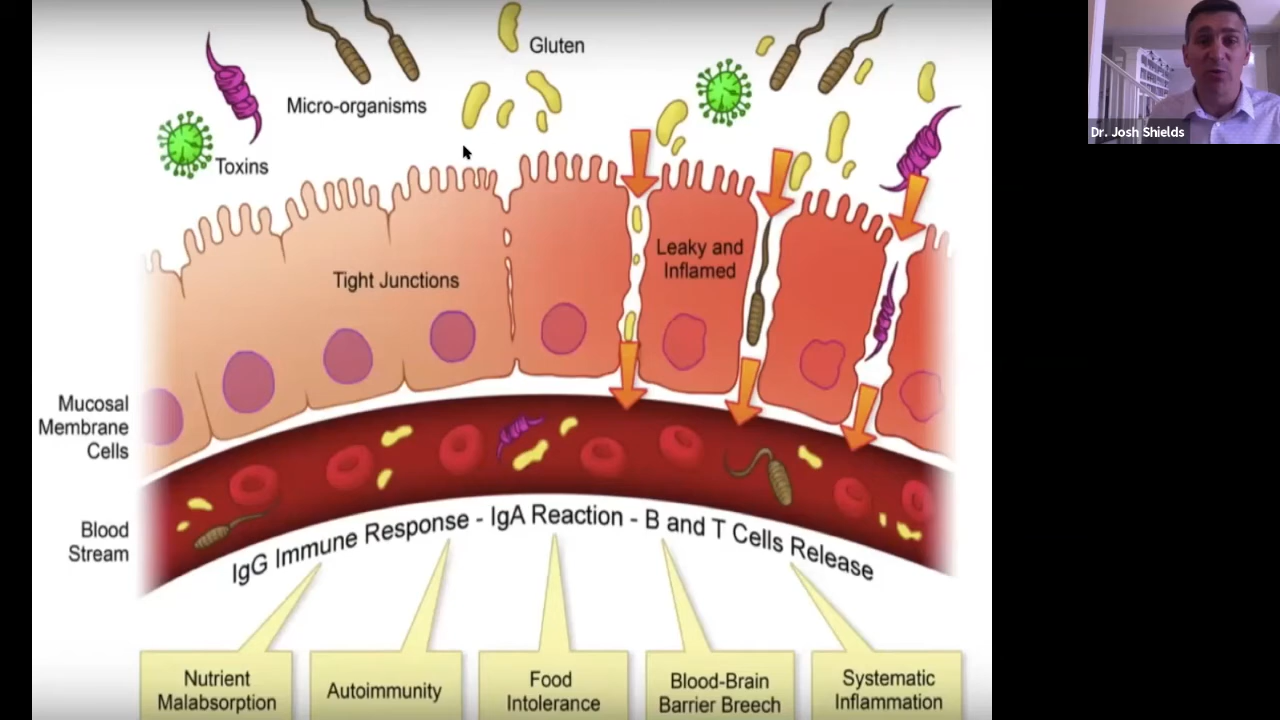 Gluten
Micro-organisms
Toxins
Dr. Josh Shields
Leaky and
Inflamed
Tight Junctions
Mucosal
Membrane
Cells
Blood
Stream
IgG Immune Response - IgA Reaction - B and T Cells Release
Nutrient
Malabsorption
Autoimmunity
Food
Intolerance
Blood-Brain
Barrier Breech
Systematic
Inflammation